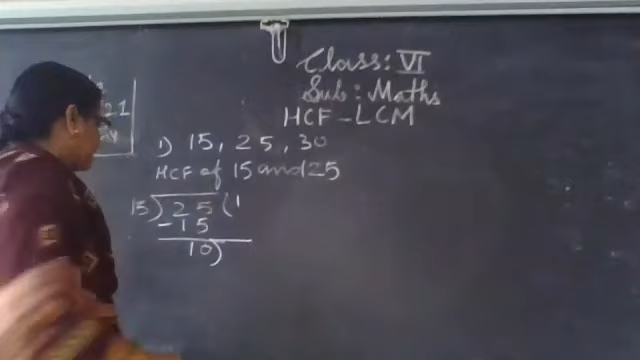 Class: VI
Sub: Maths
HCF - LCM
1) 15, 25, 30
HCF of 15 and 25
15) 25 (1
-15
10)